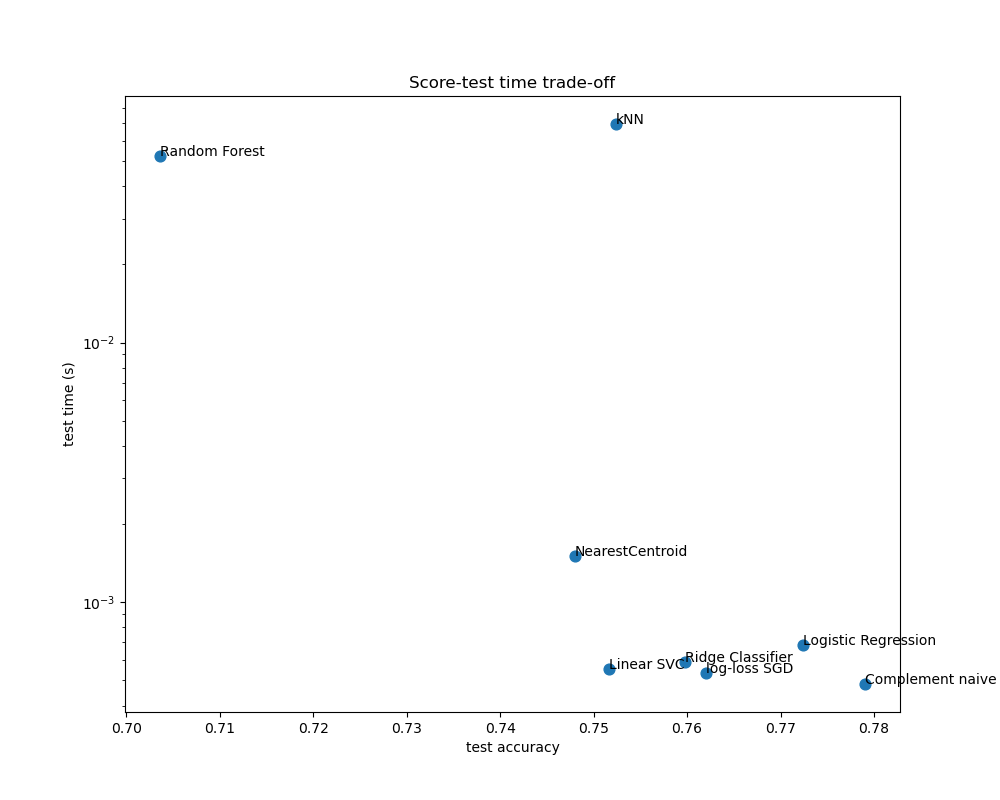 Score-test time trade-off
kNN
Random Forest
10^{-2}
test time (s)
NearestCentroid
10^{-3}
Logistic Regression
Ridge Classifier
Linear SVC
log-loss SGD
Complement naive
0.70 0.71 0.72 0.73 0.74 0.75 0.76 0.77 0.78
test accuracy